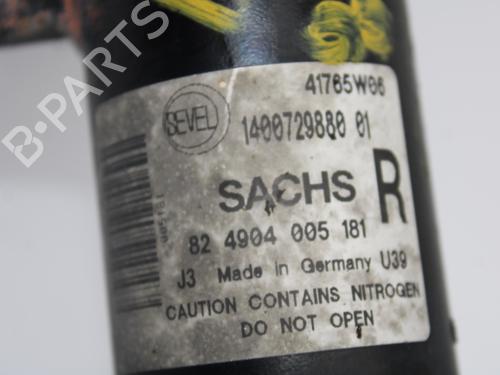 41765W06
SEVEL
1400729880 01
SACHS R
82 4904 005 181
J3 Made in Germany U39
CAUTION CONTAINS NITROGEN
DO NOT OPEN
B-PARTS